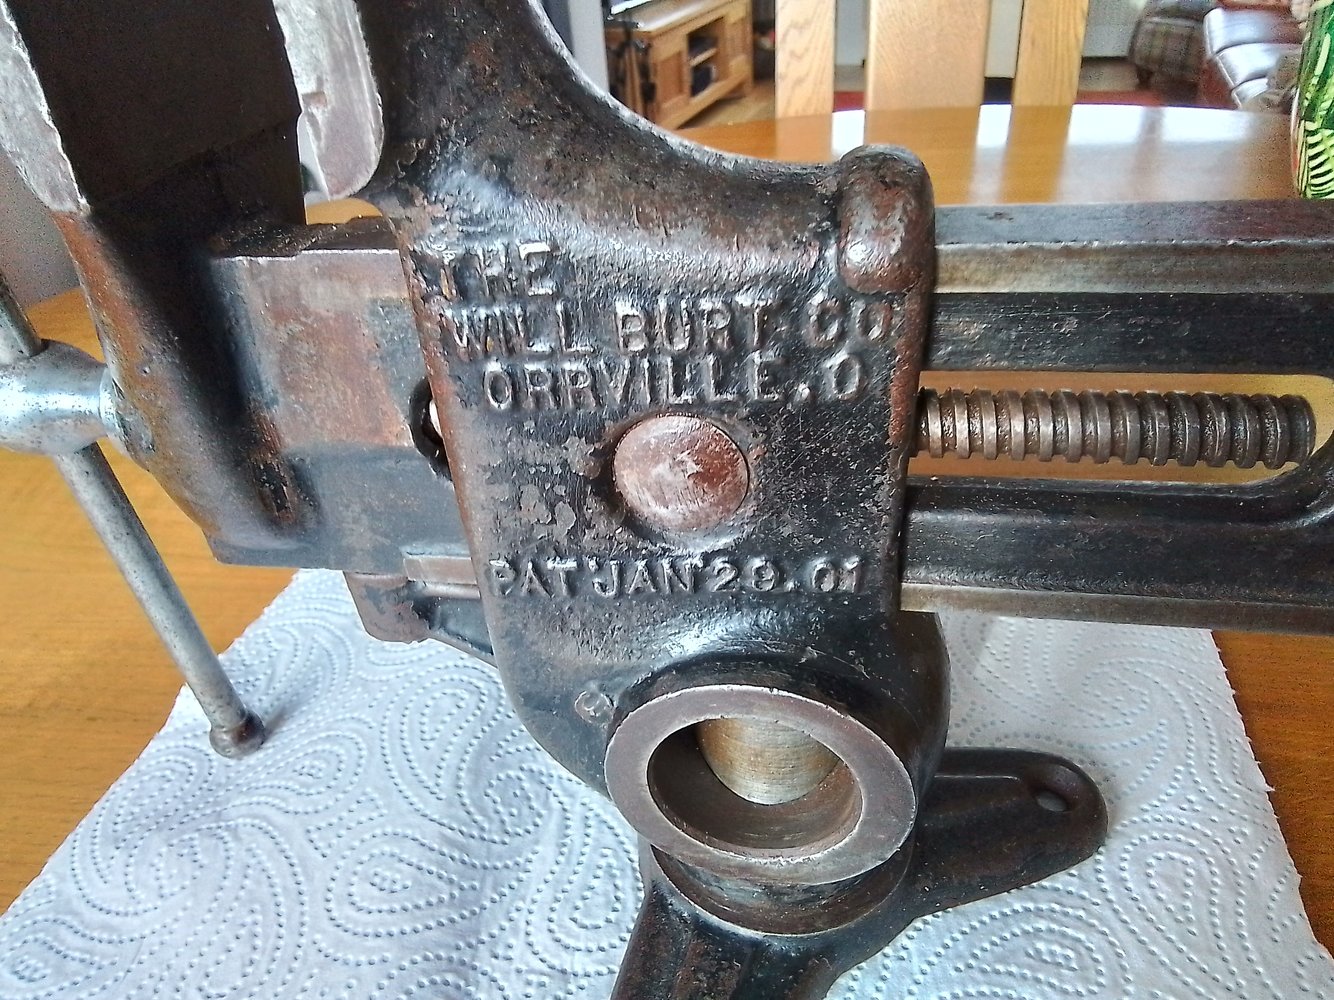 THE
WILL BURT CO
ORRVILLE, O
PAT'JAN'29.01